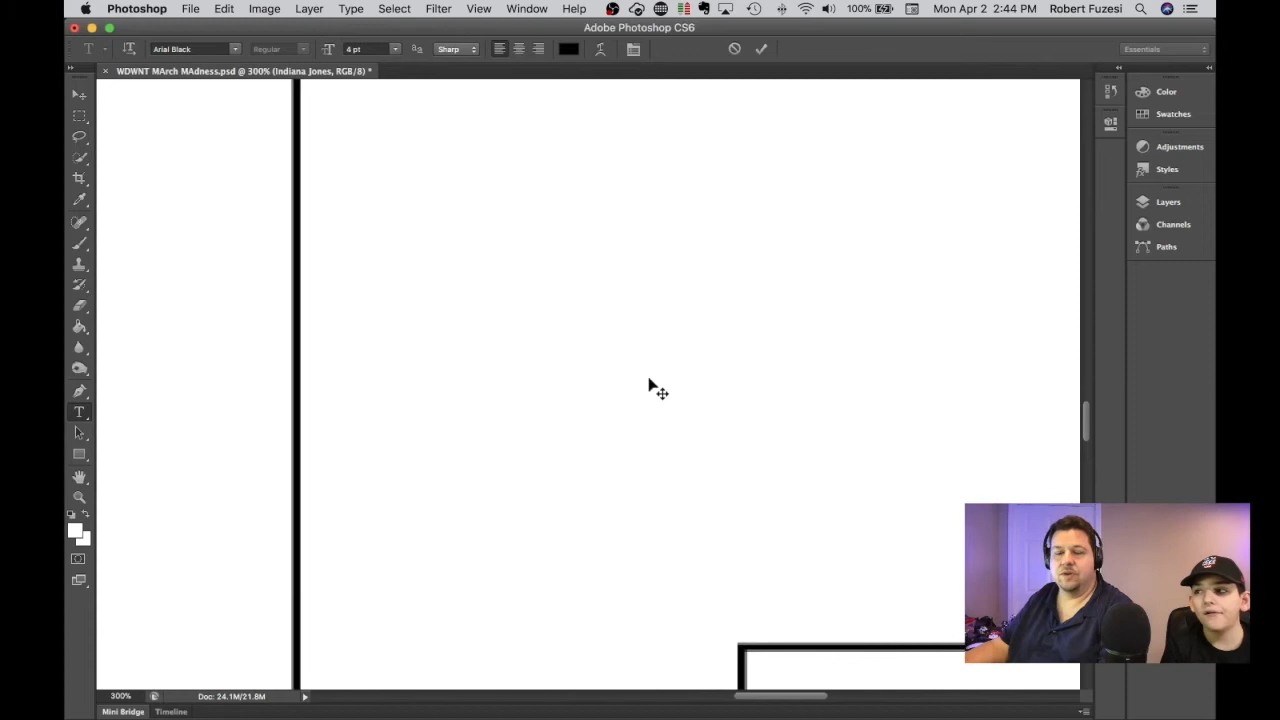 Photoshop File Edit Image Layer Type Select Filter View Window Help 100% Mon Apr 2 2:44 PM Robert Fuzesi
Adobe Photoshop CS6
T Arial Black Regular 4 pt Sharp Essentials
WDWNT MArch MAdness.psd @ 300% (Indiana Jones, RGB/8) *
Color
Swatches
Adjustments
Styles
Layers
Channels
Paths
300% Doc: 24.1M/21.8M
Mini Bridge Timeline